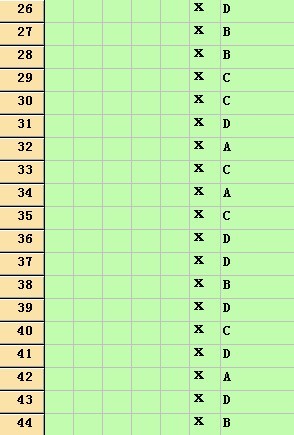 26 X D
27 X B
28 X B
29 X C
30 X C
31 X D
32 X A
33 X C
34 X A
35 X C
36 X D
37 X D
38 X B
39 X D
40 X C
41 X D
42 X A
43 X D
44 X B